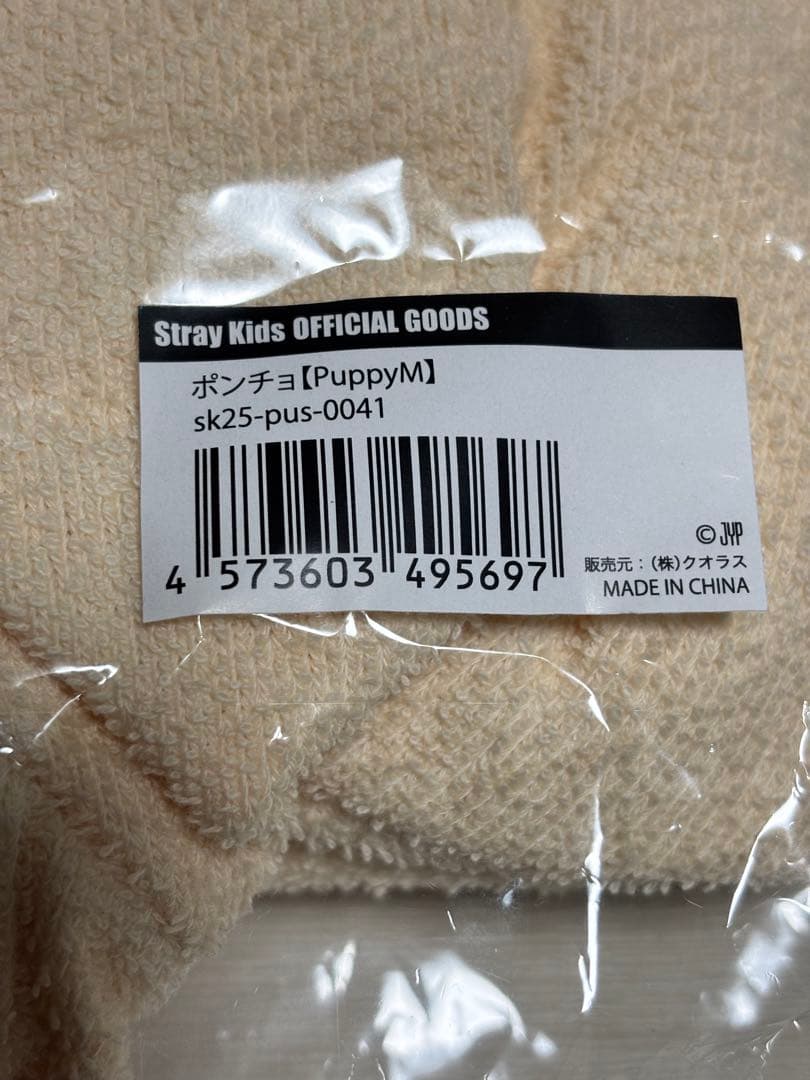 Stray Kids OFFICIAL GOODS
ポンチョ【PuppyM】
sk25-pus-0041
4 573603 495697
© JYP
販売元：（株）クオラス
MADE IN CHINA